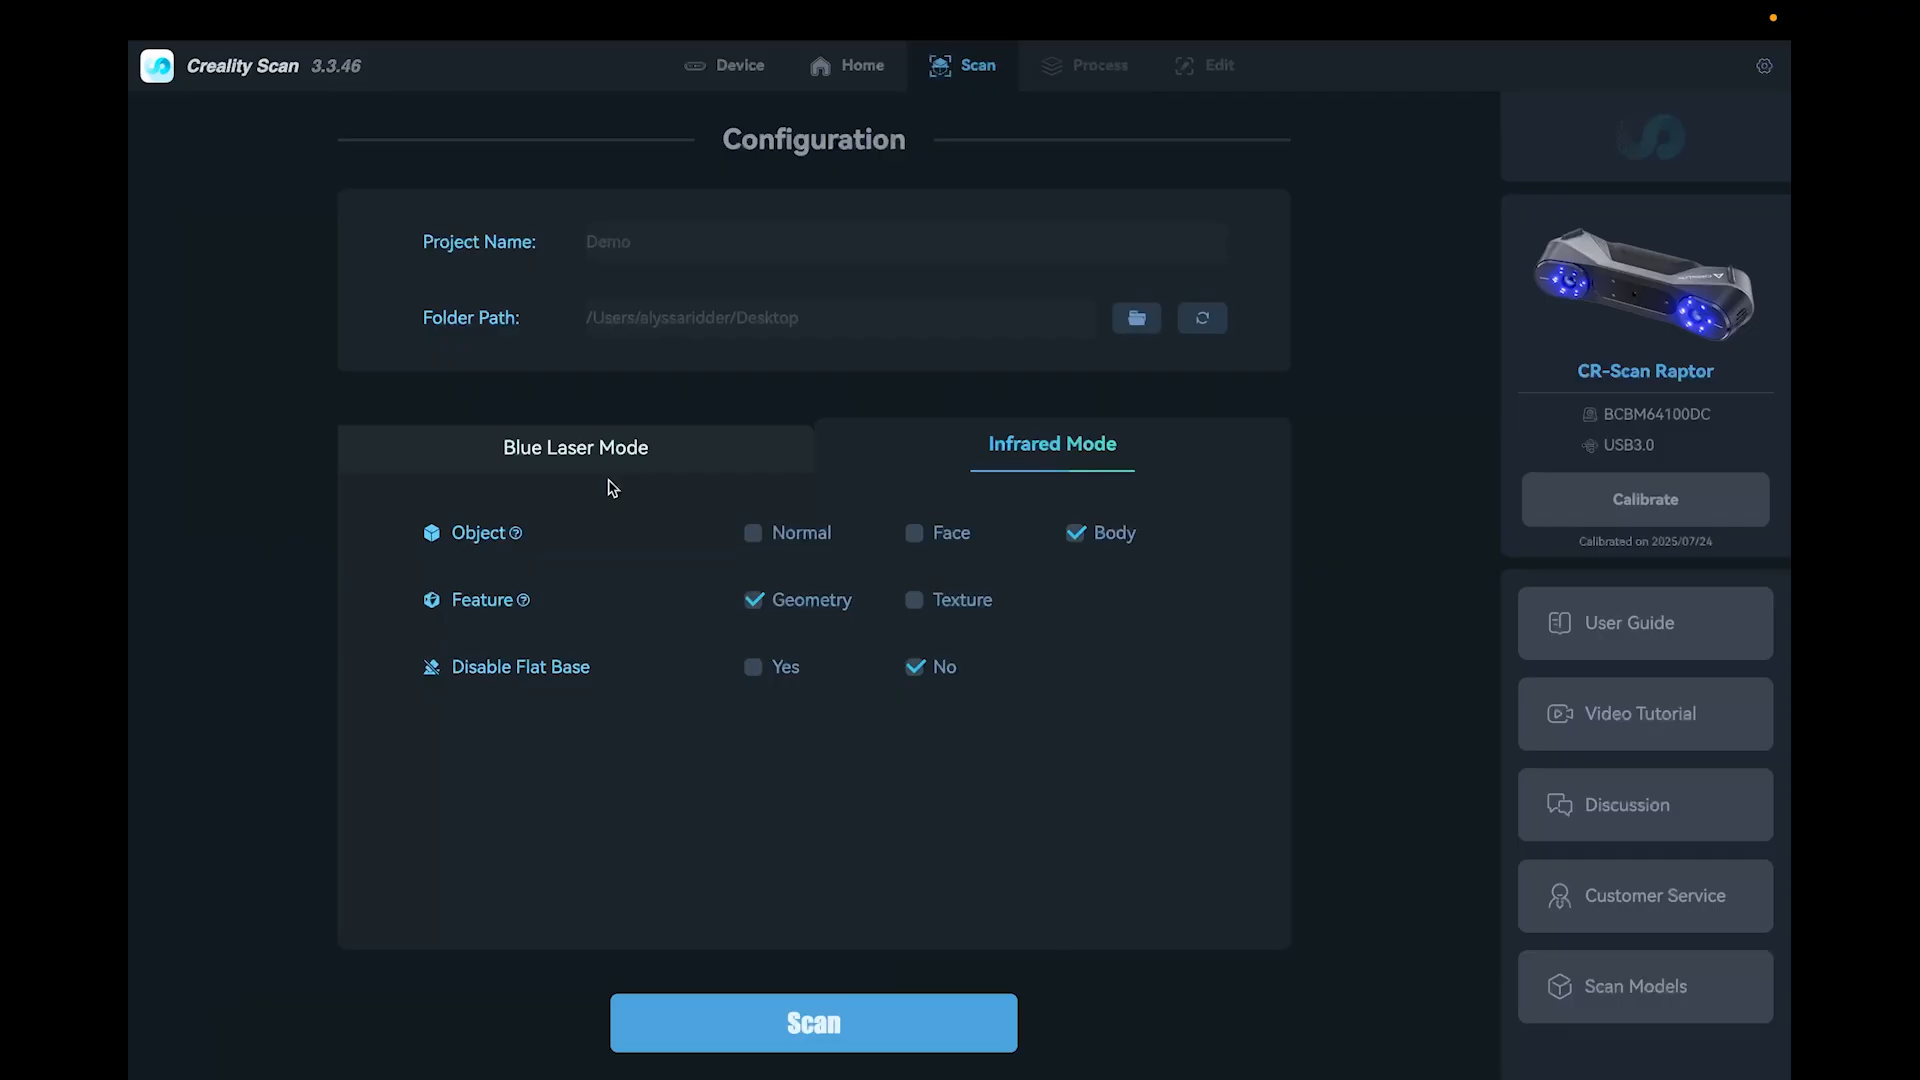 Creality Scan 3.3.46
Device
Home
Scan
Process
Edit
Configuration
Project Name: Demo
Folder Path: /Users/alyssaridder/Desktop
Blue Laser Mode
Infrared Mode
Object Normal Face Body
Feature Geometry Texture
Disable Flat Base Yes No
Scan
CR-Scan Raptor
BCBM64100DC
USB3.0
Calibrate
Calibrated on 2025/07/24
User Guide
Video Tutorial
Discussion
Customer Service
Scan Models